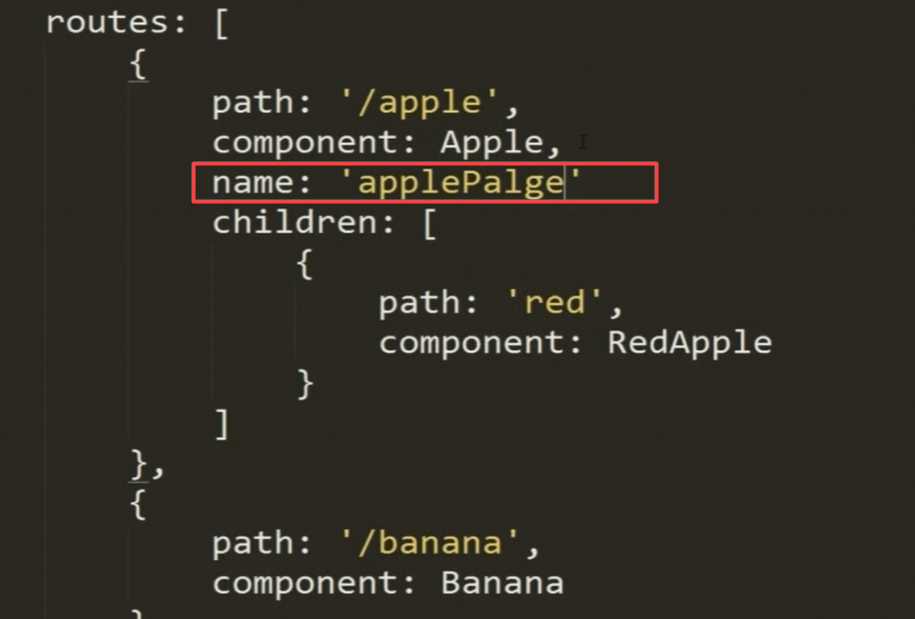 routes: [
{
path: '/apple',
component: Apple,
name: 'applePalge'
children: [
{
path: 'red',
component: RedApple
}
]
},
{
path: '/banana',
component: Banana
}